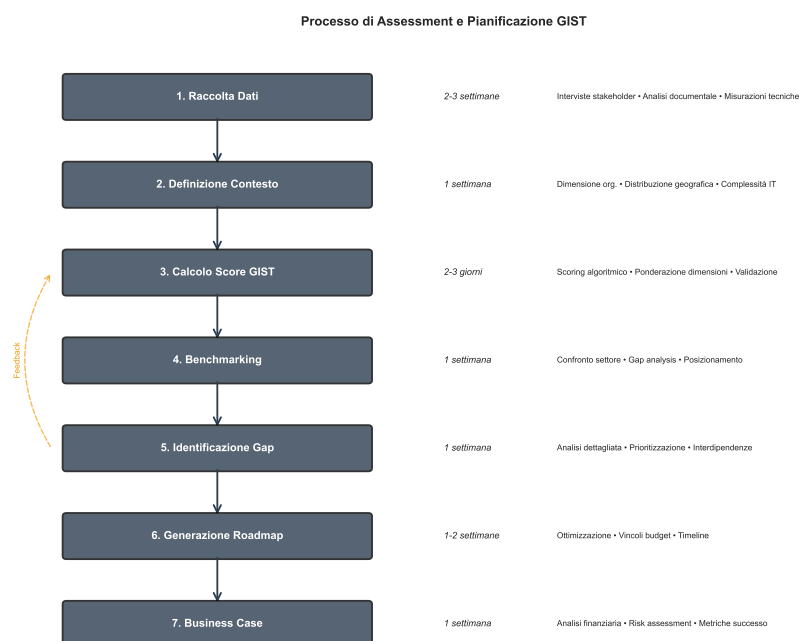 Processo di Assessment e Pianificazione GIST
1. Raccolta Dati
2-3 settimane
Interviste stakeholder • Analisi documentale • Misurazioni tecniche
2. Definizione Contesto
1 settimana
Dimensione org. • Distribuzione geografica • Complessità IT
3. Calcolo Score GIST
2-3 giorni
Scoring algoritmico • Ponderazione dimensioni • Validazione
Feedback
4. Benchmarking
1 settimana
Confronto settore • Gap analysis • Posizionamento
5. Identificazione Gap
1 settimana
Analisi dettagliata • Prioritizzazione • Interdipendenze
6. Generazione Roadmap
1-2 settimane
Ottimizzazione • Vincoli budget • Timeline
7. Business Case
1 settimana
Analisi finanziaria • Risk assessment • Metriche successo